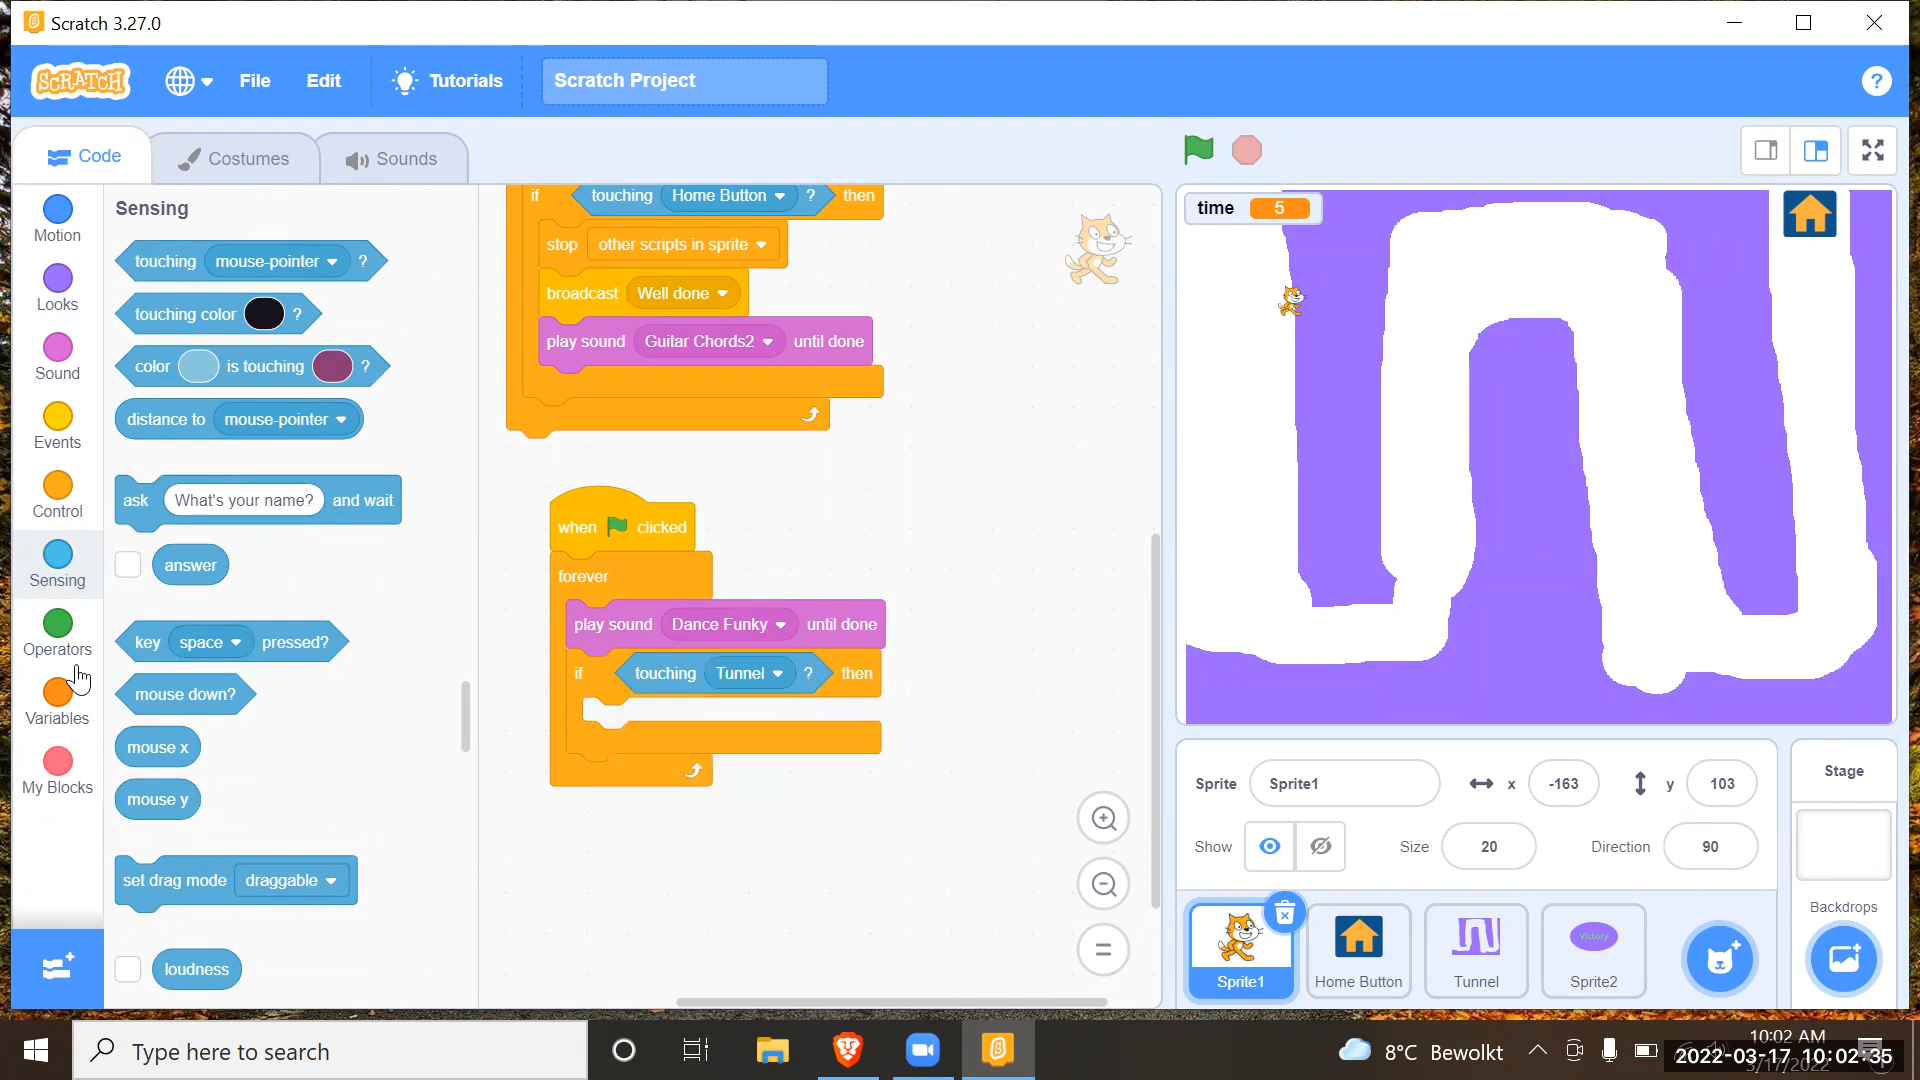 Scratch 3.27.0
SCRATCH
File
Edit
Tutorials
Scratch Project
?
Code
Costumes
Sounds
Motion
Looks
Sound
Events
Control
Sensing
Operators
Variables
My Blocks
Sensing
touching mouse-pointer ?
touching color ?
color is touching ?
distance to mouse-pointer
ask What's your name? and wait
answer
key space pressed?
mouse down?
mouse x
mouse y
set drag mode draggable
loudness
if touching Home Button ? then
stop other scripts in sprite
broadcast Well done
play sound Guitar Chords2 until done
when clicked
forever
play sound Dance Funky until done
if touching Tunnel ? then
time 5
Sprite Sprite1 x -163 y 103
Show Size 20 Direction 90
Sprite1
Home Button
Tunnel
Victory
Sprite2
Stage
Backdrops
Type here to search
8°C Bewolkt
10:02 AM
3/17/2022
2022-03-17 10:02:35